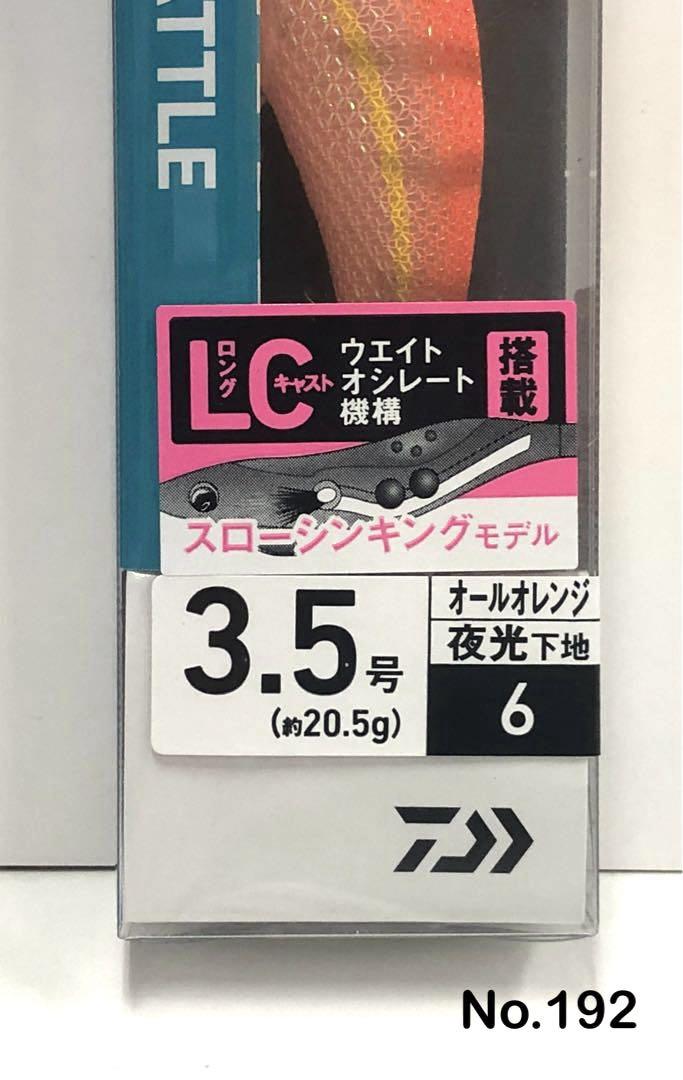 TTLE
LC
ロング
キャスト
ウエイト
オシレート
機構
搭載
スローシンキングモデル
3.5号
(約20.5g)
オールオレンジ
夜光下地
6
No.192